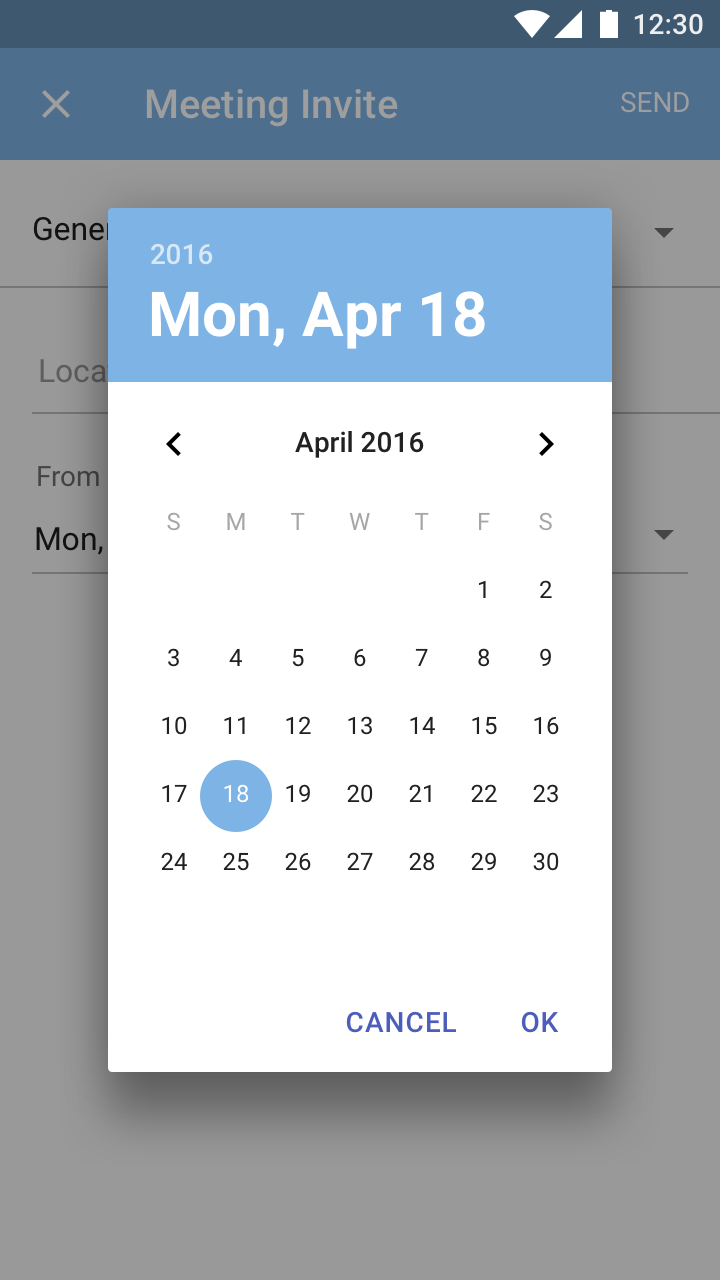 12:30
Meeting Invite SEND
2016
Mon, Apr 18
From
Mon,
April 2016
S M T W T F S
1 2
3 4 5 6 7 8 9
10 11 12 13 14 15 16
17 18 19 20 21 22 23
24 25 26 27 28 29 30
CANCEL OK